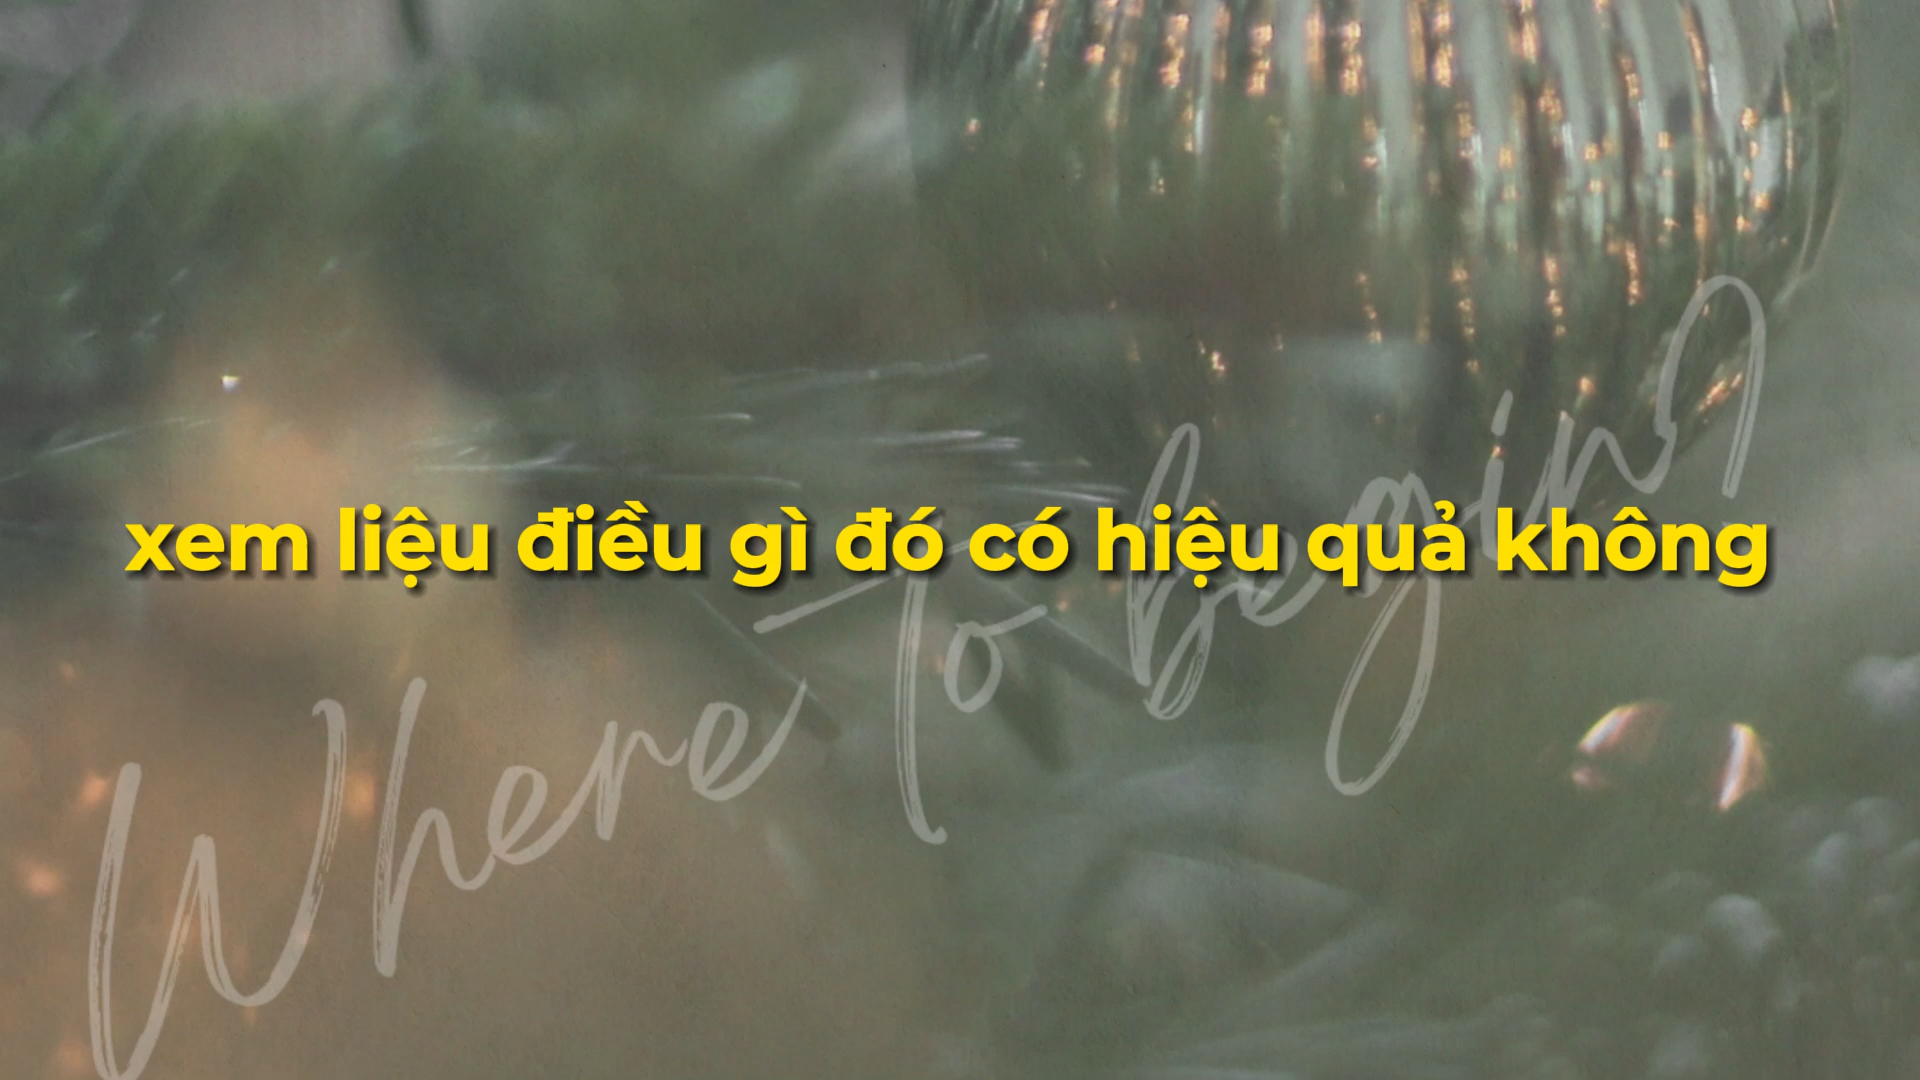 xem liệu điều gì đó có hiệu quả không
Where To begin?